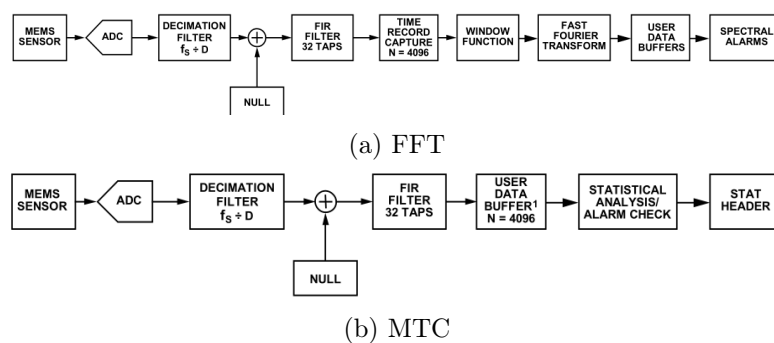 MEMS
SENSOR
ADC
DECIMATION
FILTER
fS ÷ D
NULL
FIR
FILTER
32 TAPS
TIME
RECORD
CAPTURE
N = 4096
WINDOW
FUNCTION
FAST
FOURIER
TRANSFORM
USER
DATA
BUFFERS
SPECTRAL
ALARMS
(a) FFT
MEMS
SENSOR
ADC
DECIMATION
FILTER
fS ÷ D
NULL
FIR
FILTER
32 TAPS
USER
DATA
BUFFER1
N = 4096
STATISTICAL
ANALYSIS/
ALARM CHECK
STAT
HEADER
(b) MTC